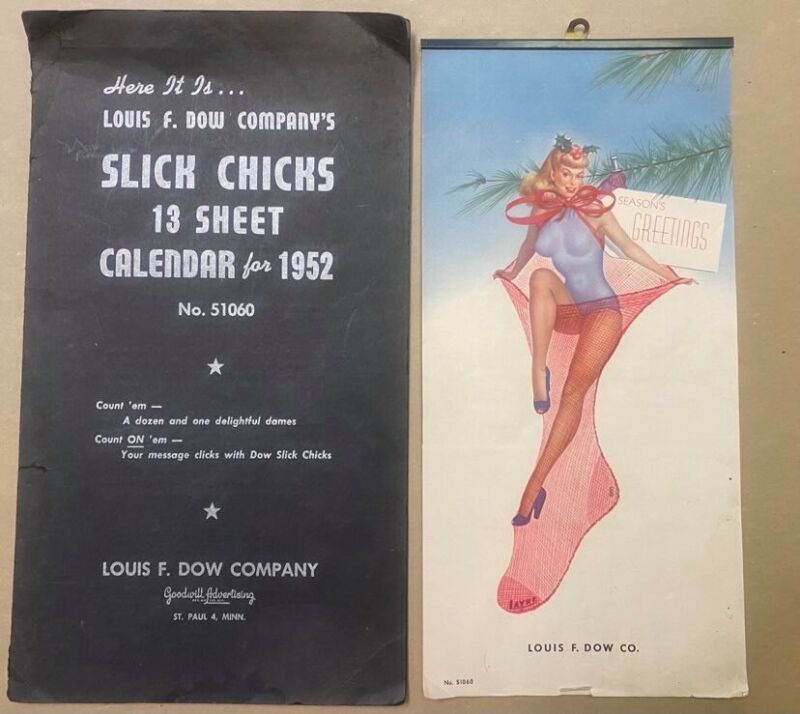 Here It Is...
LOUIS F. DOW COMPANY'S
SLICK CHICKS
13 SHEET
CALENDAR for 1952
No. 51060
Count 'em —
A dozen and one delightful dames
Count ON 'em —
Your message clicks with Dow Slick Chicks
LOUIS F. DOW COMPANY
Goodwill Advertising
ST. PAUL 4, MINN.
SEASON'S
GREETINGS
LOUIS F. DOW CO.
No. 51060